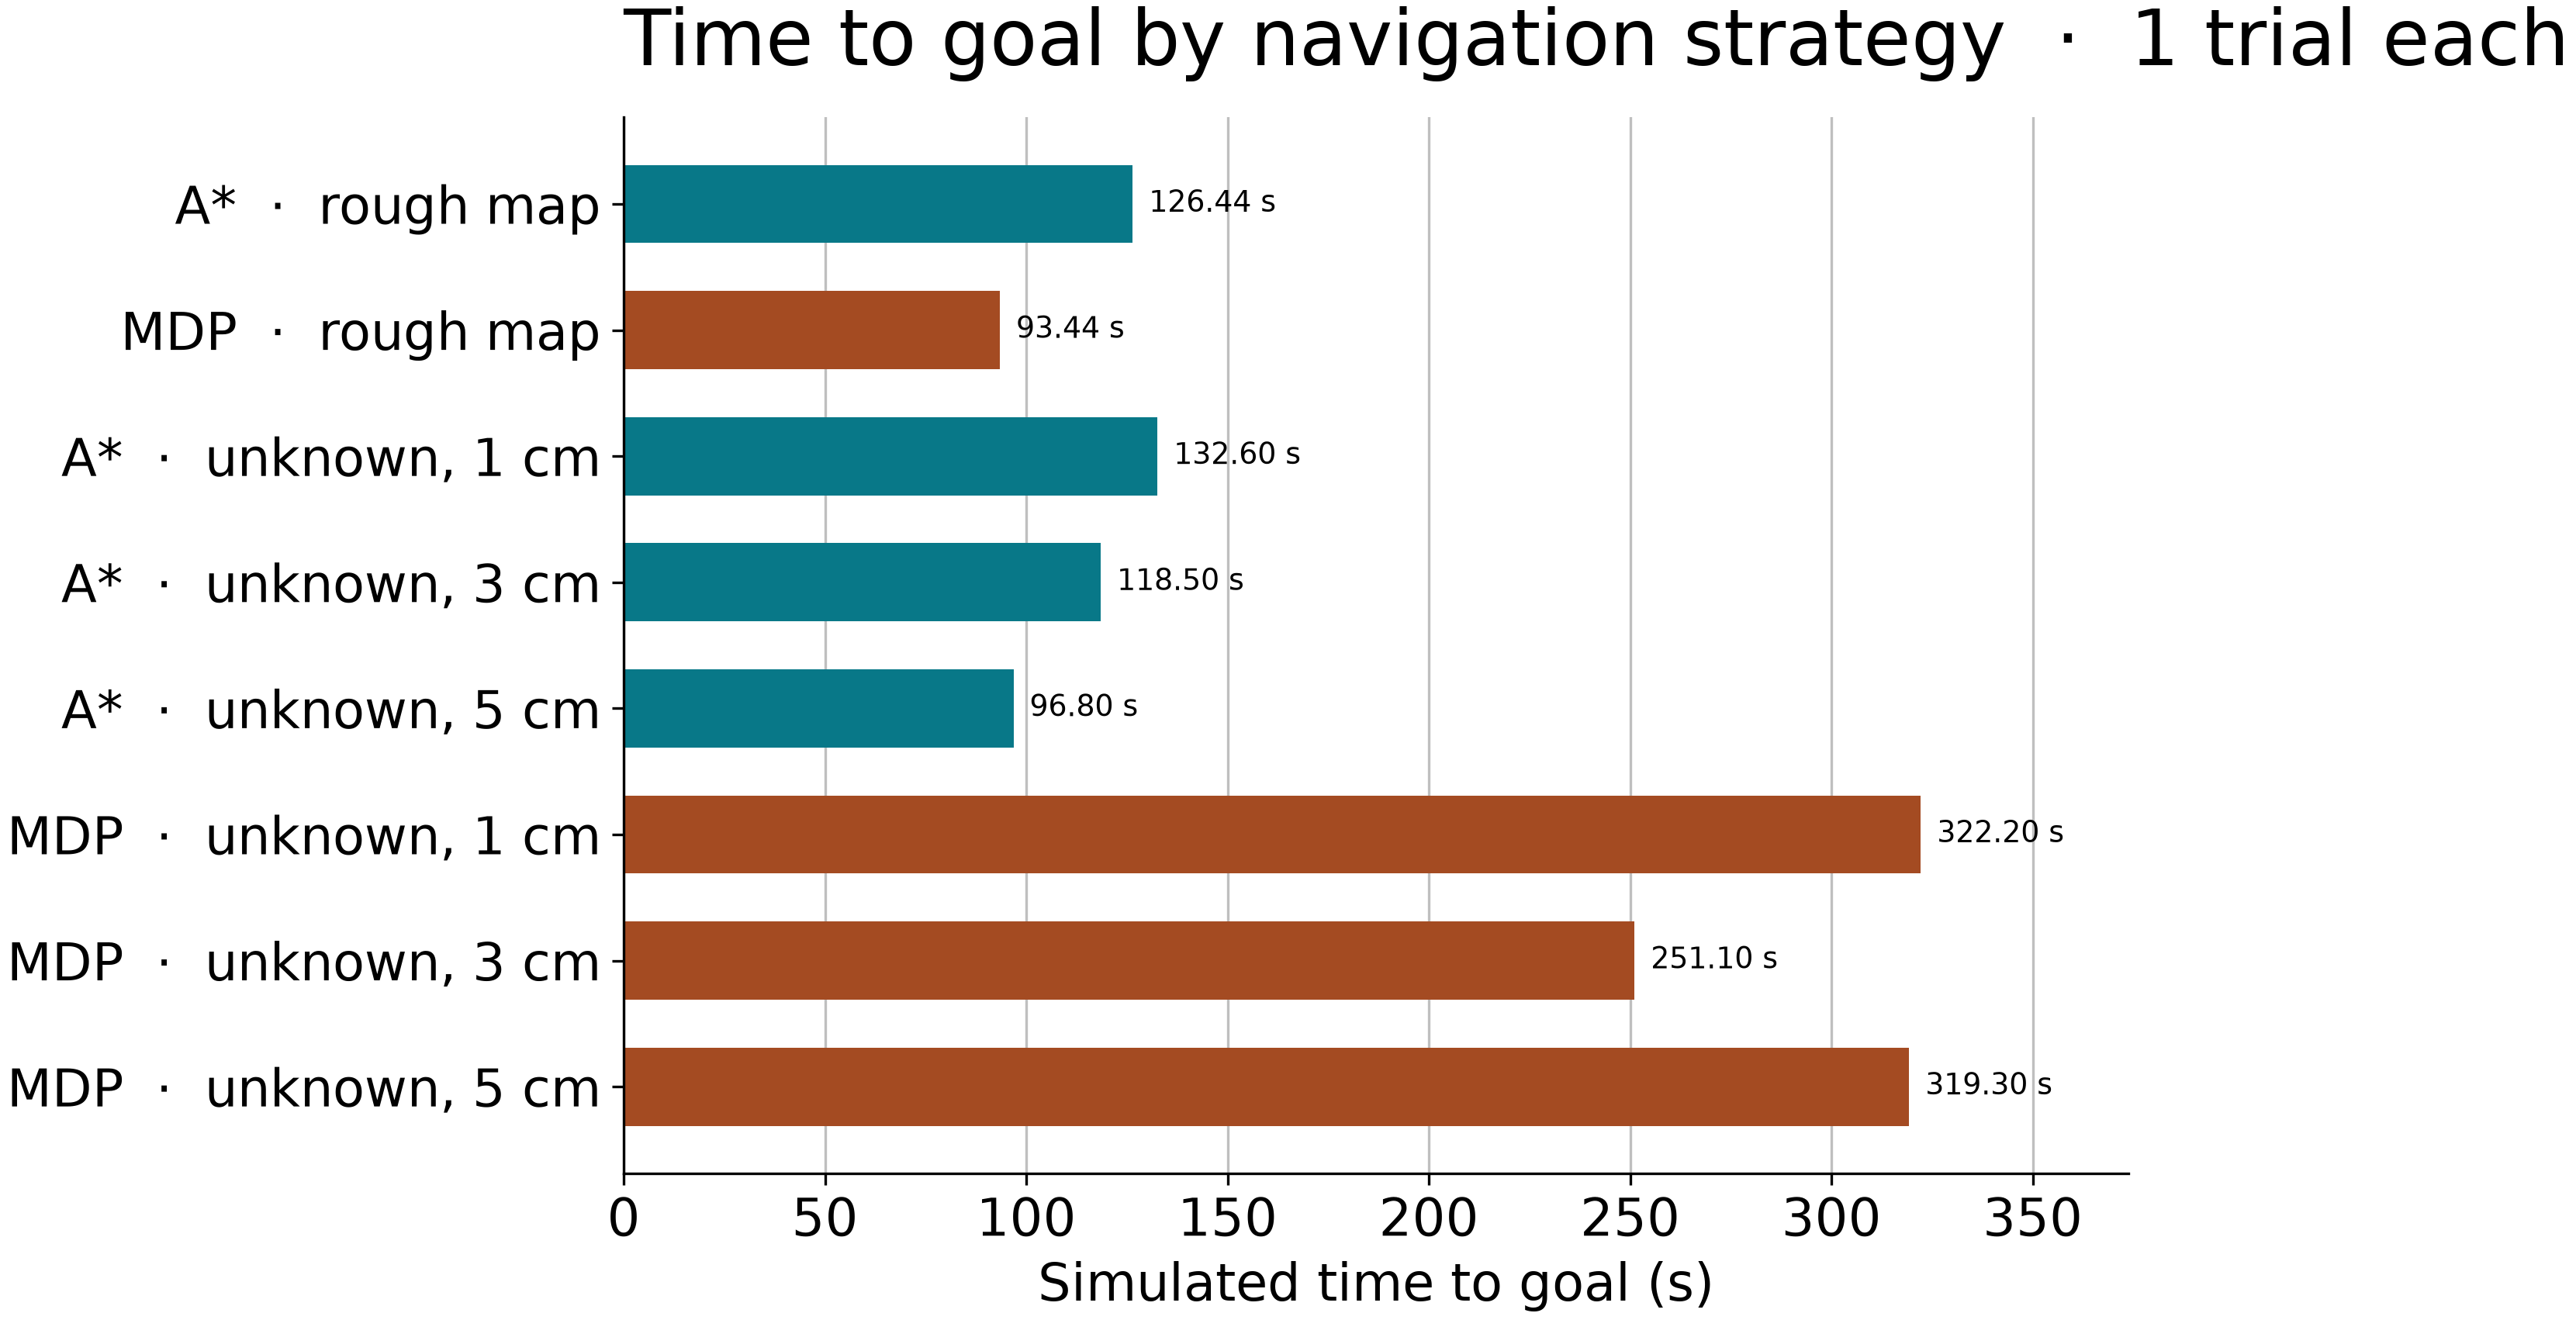 Time to goal by navigation strategy · 1 trial each
A* · rough map
126.44 s
MDP · rough map
93.44 s
A* · unknown, 1 cm
132.60 s
A* · unknown, 3 cm
118.50 s
A* · unknown, 5 cm
96.80 s
MDP · unknown, 1 cm
322.20 s
MDP · unknown, 3 cm
251.10 s
MDP · unknown, 5 cm
319.30 s
0 50 100 150 200 250 300 350
Simulated time to goal (s)